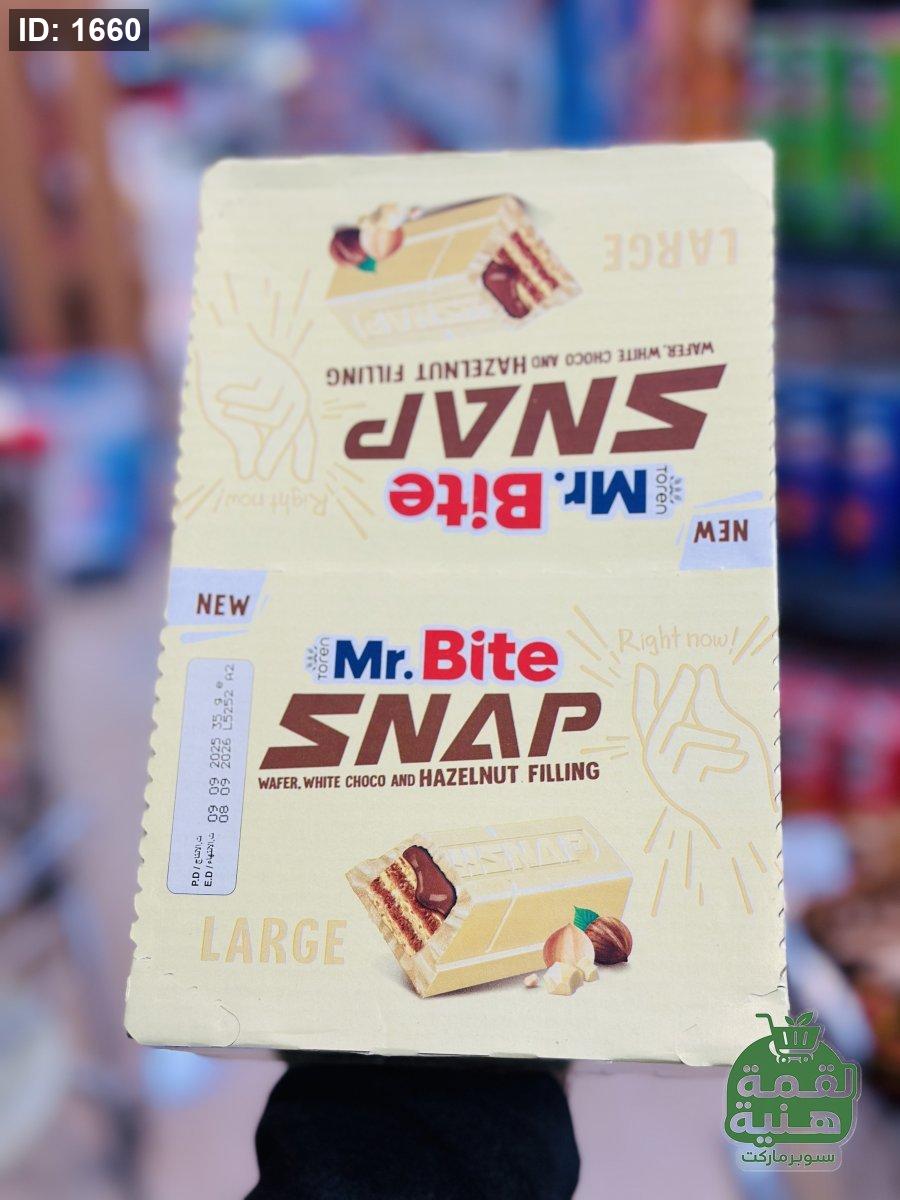 ID: 1660
LARGE
WAFER, WHITE CHOCO AND HAZELNUT FILLING
SNAP
Mr. Bite
TOREN
Right now!
NEW
NEW
TOREN
Mr. Bite
SNAP
WAFER, WHITE CHOCO AND HAZELNUT FILLING
Right now!
P.D / ت.الانتاج 09 09 2025 35 g e
E.D / ت.الانتهاء 08 09 2026 L5252 A2
SNAP
LARGE
لقمة
هنية
سوبرماركت